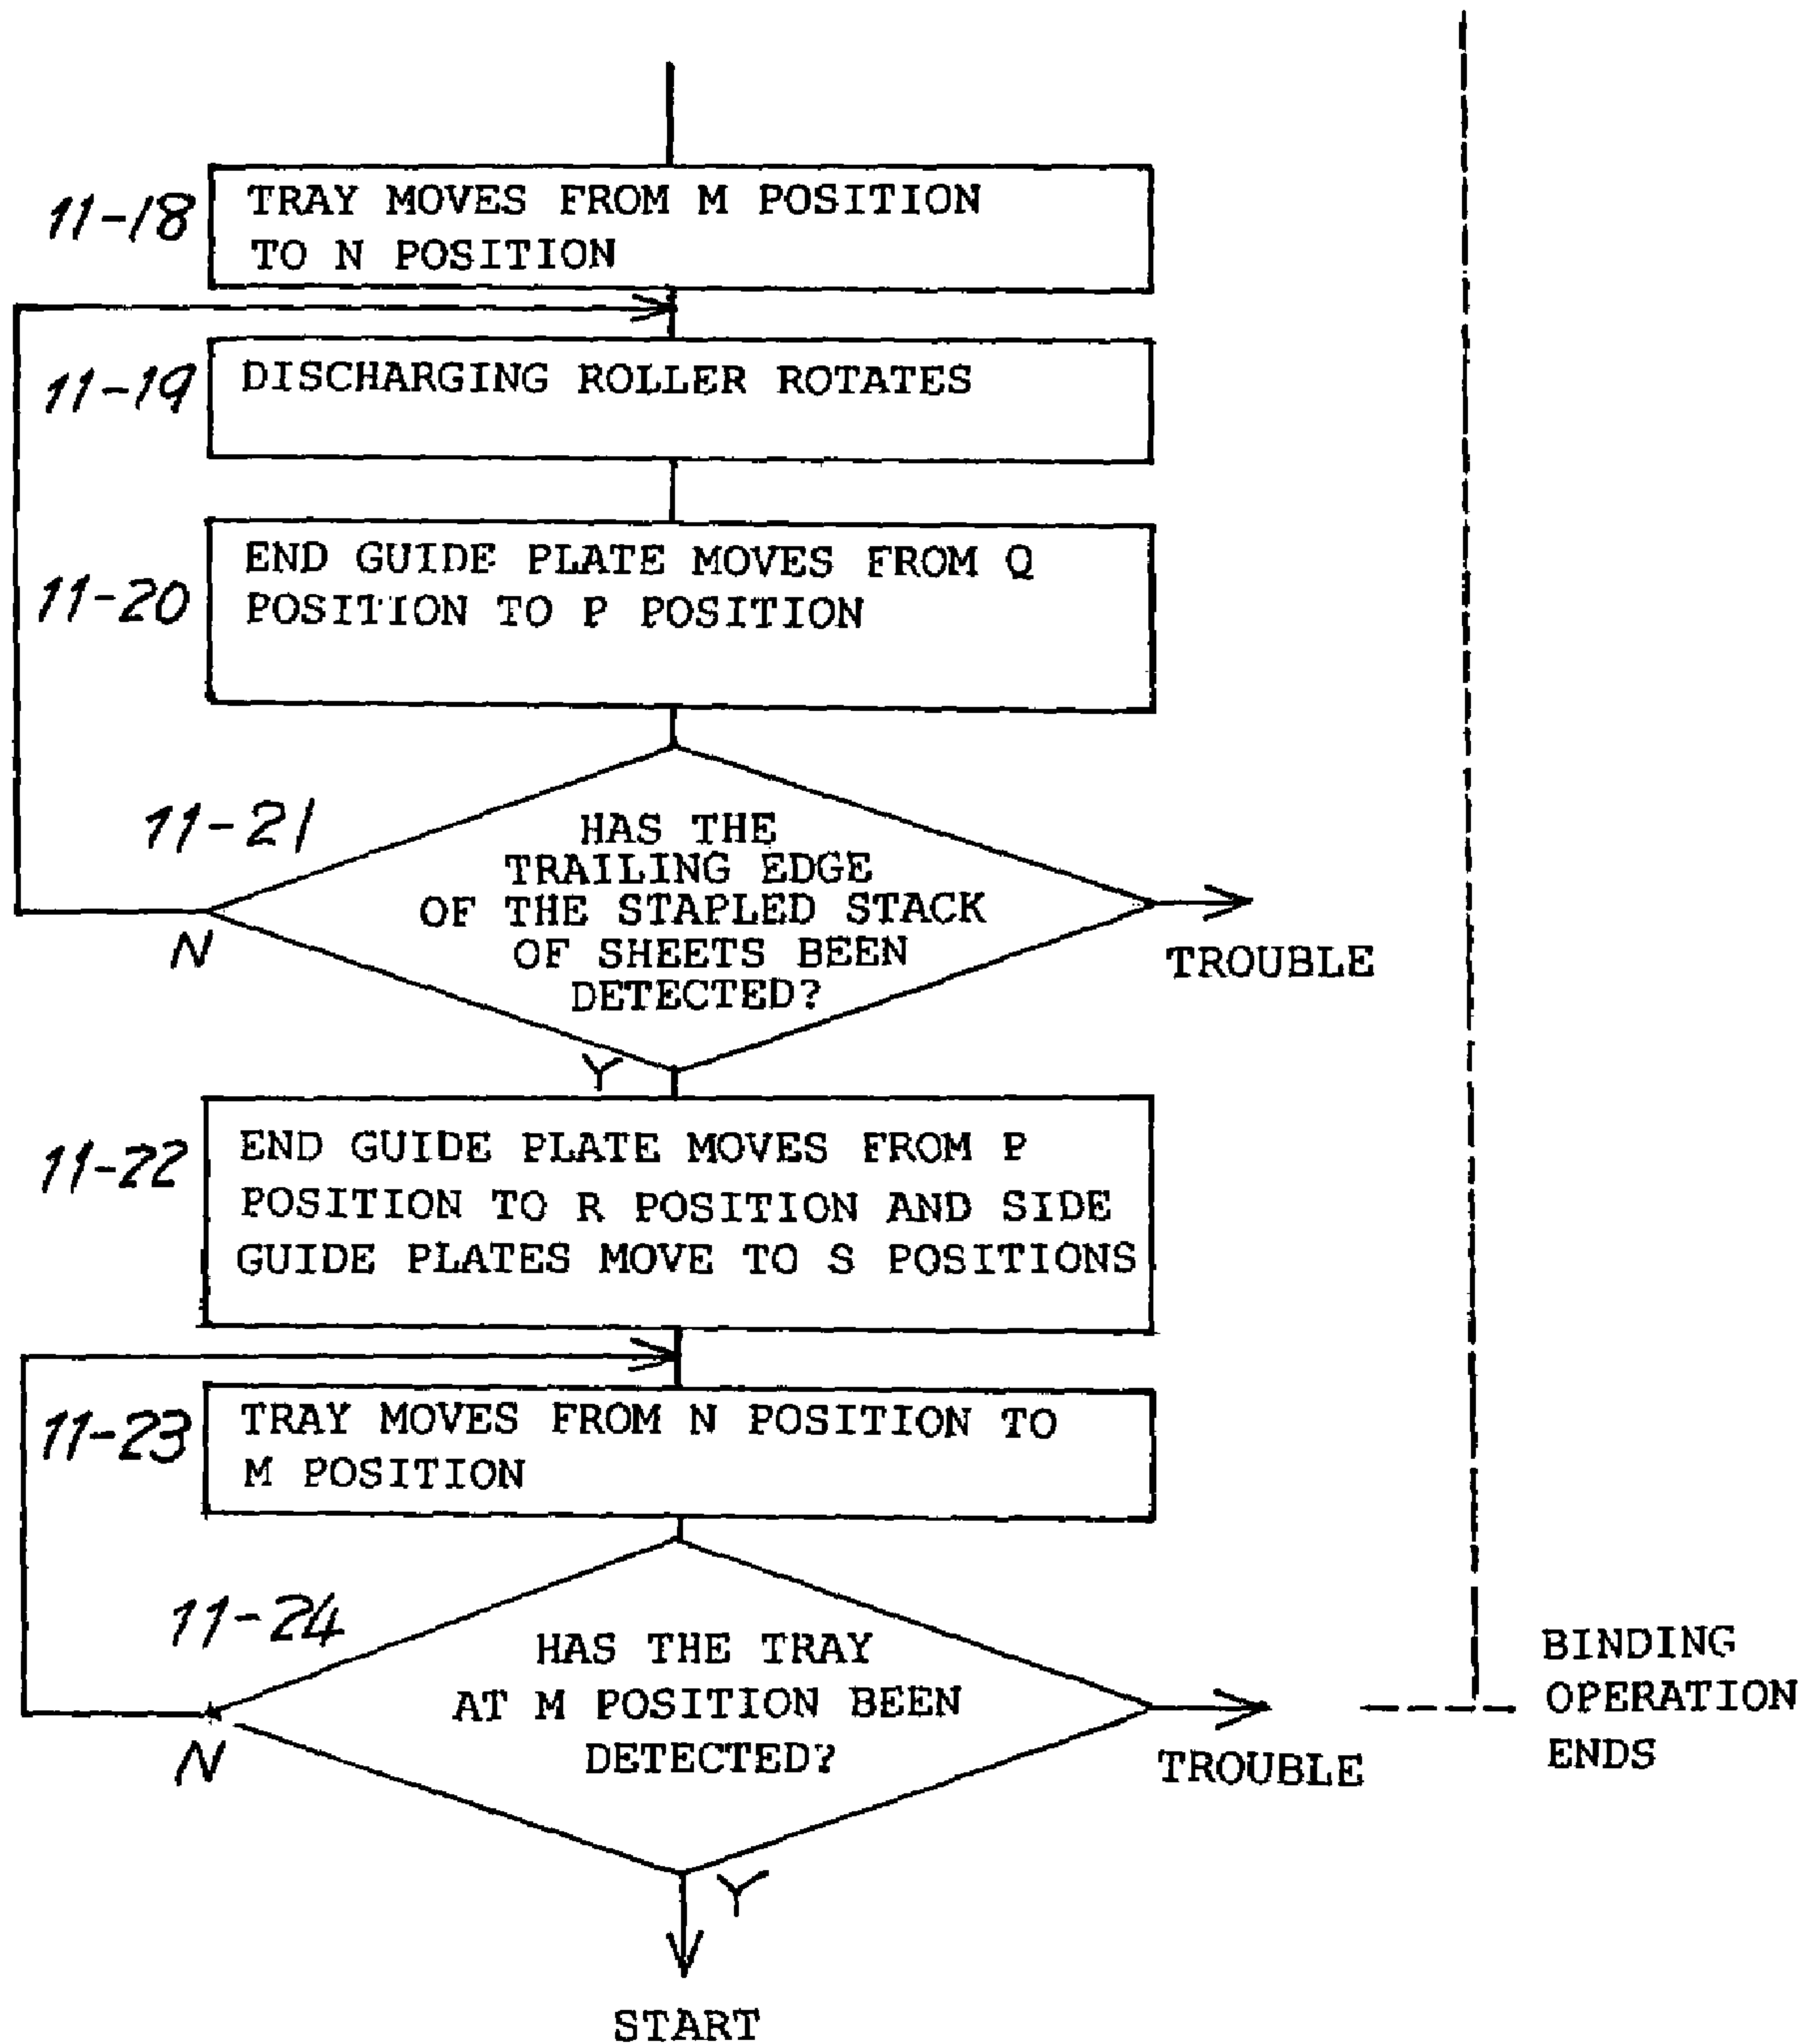 11-18
TRAY MOVES FROM M POSITION
TO N POSITION
11-19
DISCHARGING ROLLER ROTATES
11-20
END GUIDE PLATE MOVES FROM Q
POSITION TO P POSITION
11-21
HAS THE
TRAILING EDGE
OF THE STAPLED STACK
OF SHEETS BEEN
DETECTED?
N
TROUBLE
Y
11-22
END GUIDE PLATE MOVES FROM P
POSITION TO R POSITION AND SIDE
GUIDE PLATES MOVE TO S POSITIONS
11-23
TRAY MOVES FROM N POSITION TO
M POSITION
11-24
HAS THE TRAY
AT M POSITION BEEN
DETECTED?
N
TROUBLE
BINDING
OPERATION
ENDS
Y
START